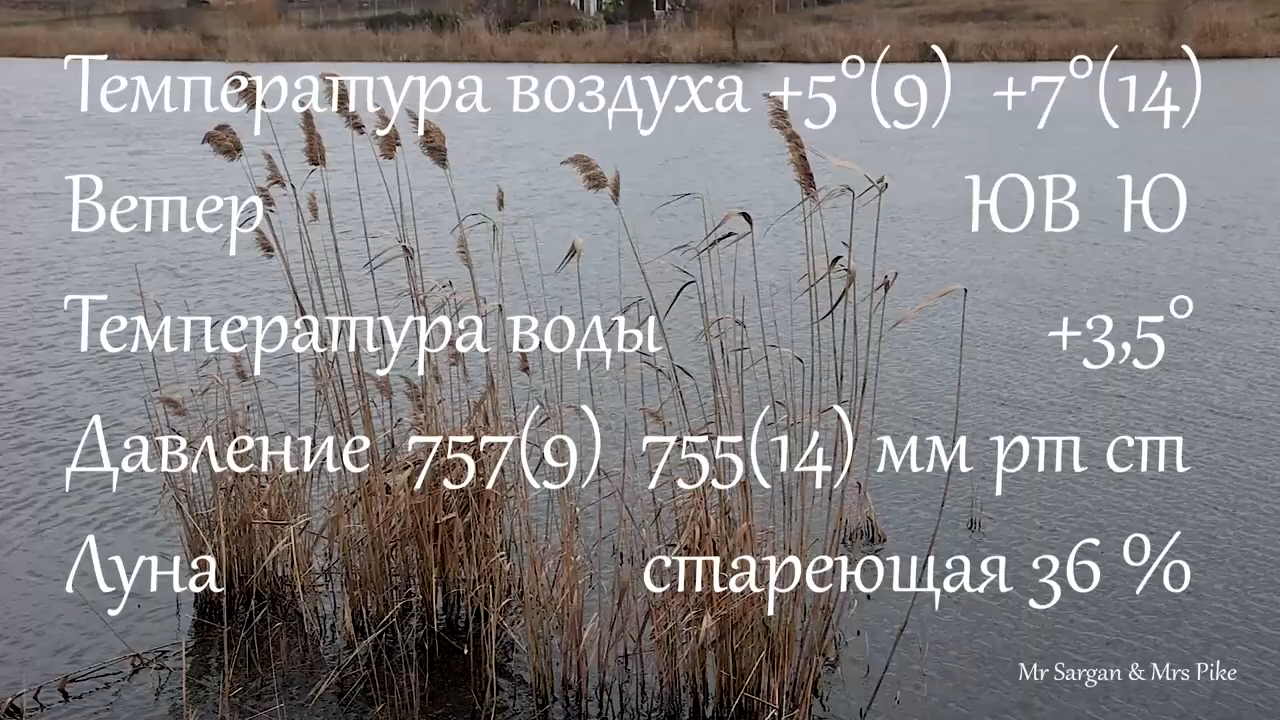 Температура воздуха +5°(9) +7°(14)
Ветер ЮВ Ю
Температура воды +3,5°
Давление 757(9) 755(14) мм рт ст
Луна стареющая 36 %
Mr Sargan & Mrs Pike